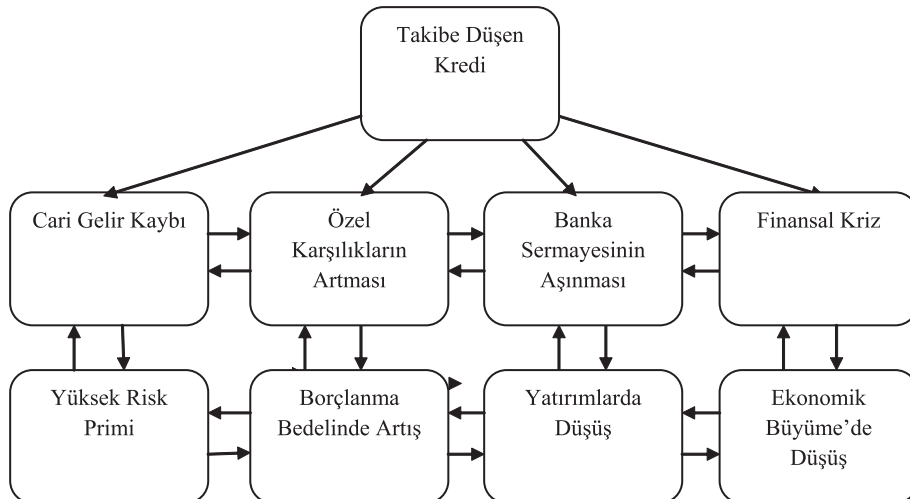 Takibe Düşen
Kredi
Cari Gelir Kaybı
Özel
Karşılıkların
Artması
Banka
Sermayesinin
Aşınması
Finansal Kriz
Yüksek Risk
Primi
Borçlanma
Bedelinde Artış
Yatırımlarda
Düşüş
Ekonomik
Büyüme’de
Düşüş